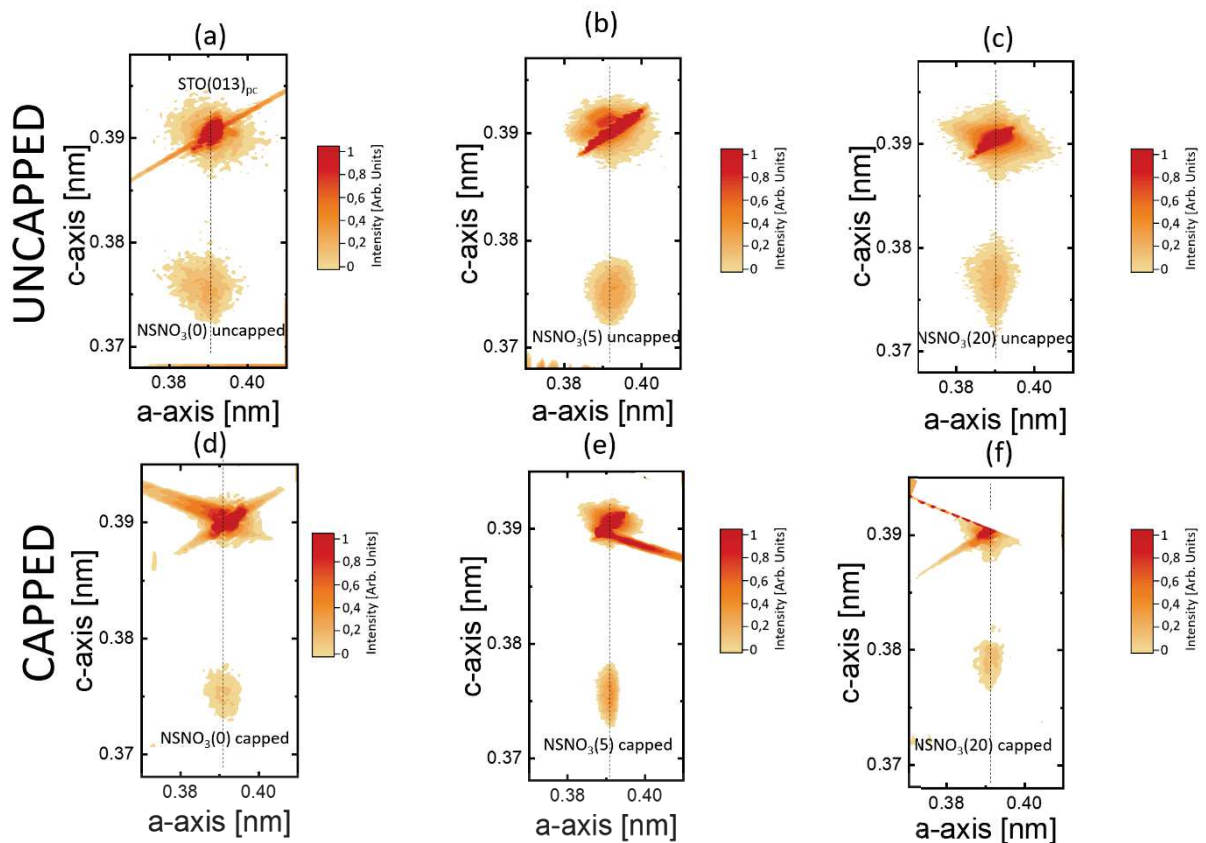 UNCAPPED
(a)
STO(013)pc
c-axis [nm]
0.39
0.38
0.37
NSNO3(0) uncapped
0.38
0.40
a-axis [nm]
1
0,8
0,6
0,4
0,2
0
Intensity [Arb. Units]
(b)
c-axis [nm]
0.39
0.38
0.37
NSNO3(5) uncapped
0.38
0.40
a-axis [nm]
1
0,8
0,6
0,4
0,2
0
Intensity [Arb. Units]
(c)
c-axis [nm]
0.39
0.38
0.37
NSNO3(20) uncapped
0.38
0.40
a-axis [nm]
1
0,8
0,6
0,4
0,2
0
Intensity [Arb. Units]
CAPPED
(d)
c-axis [nm]
0.39
0.38
0.37
NSNO3(0) capped
0.38
0.40
a-axis [nm]
1
0,8
0,6
0,4
0,2
0
Intensity [Arb. Units]
(e)
c-axis [nm]
0.39
0.38
0.37
NSNO3(5) capped
0.38
0.40
a-axis [nm]
1
0,8
0,6
0,4
0,2
0
Intensity [Arb. Units]
(f)
c-axis [nm]
0.39
0.38
0.37
NSNO3(20) capped
0.38
0.40
a-axis [nm]
1
0,8
0,6
0,4
0,2
0
Intensity [Arb. Units]